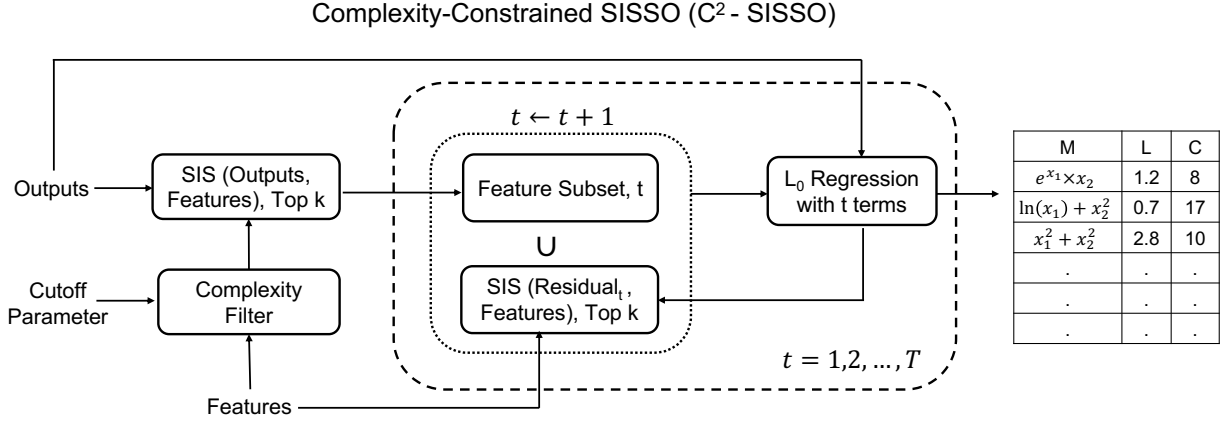 Complexity-Constrained SISSO (C² - SISSO)
Outputs
SIS (Outputs,
Features), Top k
Cutoff
Parameter
Complexity
Filter
Features
t ← t + 1
Feature Subset, t
∪
SIS (Residualₜ ,
Features), Top k
L₀ Regression
with t terms
t = 1,2, … , T
M L C
e^{x₁}×x₂ 1.2 8
ln(x₁) + x₂² 0.7 17
x₁² + x₂² 2.8 10
. . .
. . .
. . .